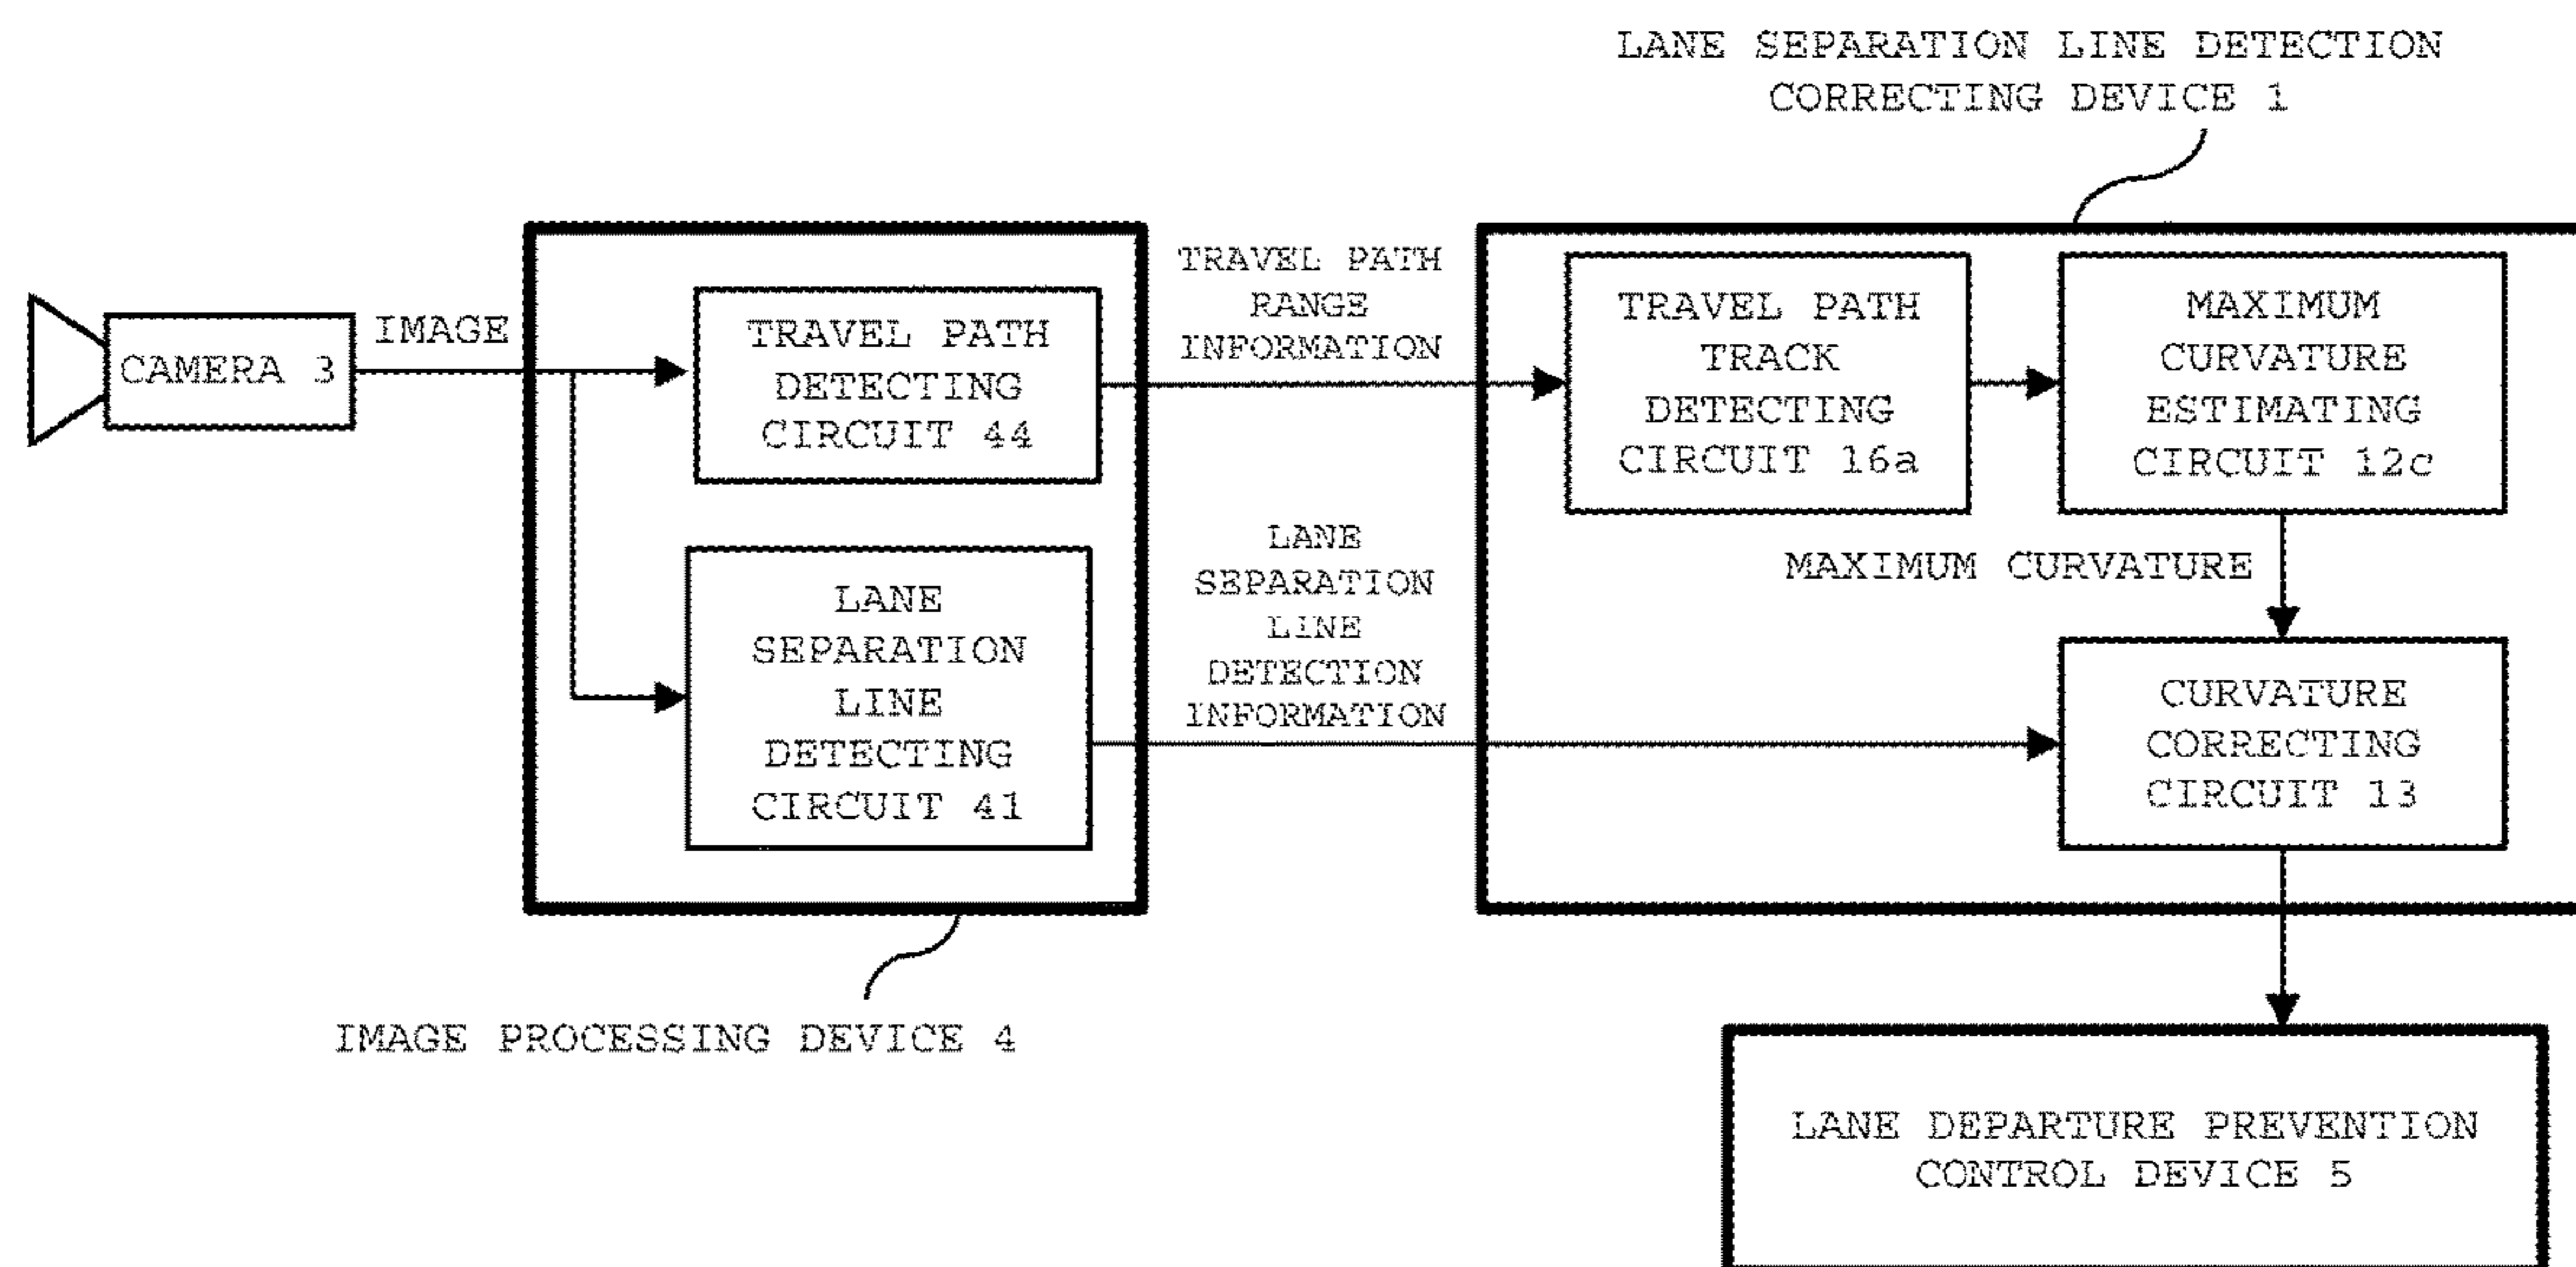 LANE SEPARATION LINE DETECTION
CORRECTING DEVICE 1
CAMERA 3
IMAGE
TRAVEL PATH
DETECTING
CIRCUIT 44
LANE
SEPARATION
LINE
DETECTING
CIRCUIT 41
IMAGE PROCESSING DEVICE 4
TRAVEL PATH
RANGE
INFORMATION
LANE
SEPARATION
LINE
DETECTION
INFORMATION
TRAVEL PATH
TRACK
DETECTING
CIRCUIT 16a
MAXIMUM
CURVATURE
ESTIMATING
CIRCUIT 12c
MAXIMUM CURVATURE
CURVATURE
CORRECTING
CIRCUIT 13
LANE DEPARTURE PREVENTION
CONTROL DEVICE 5